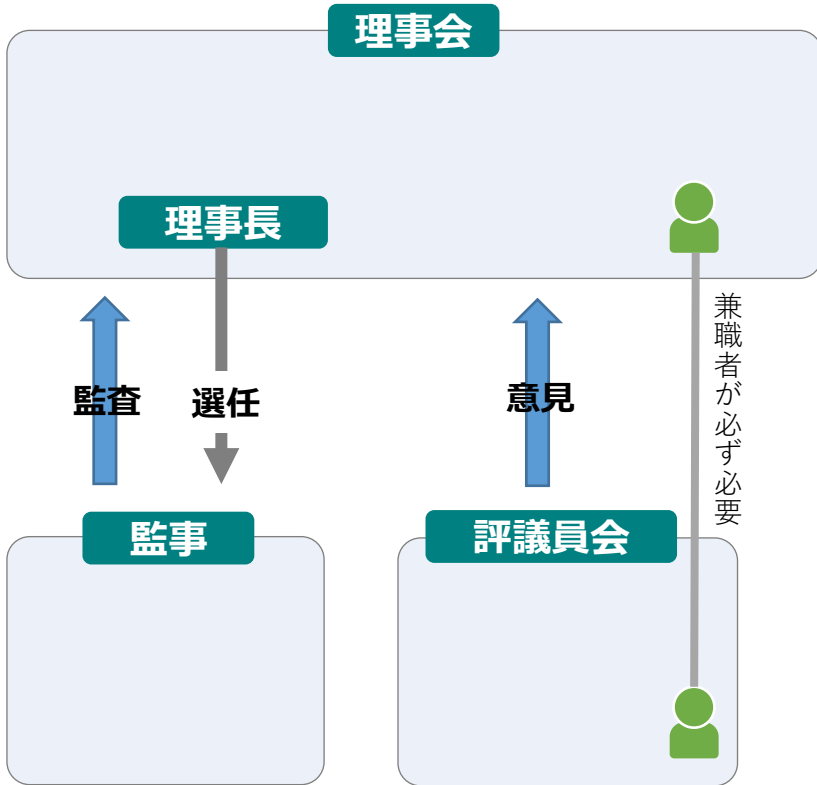 理事会
理事長
監査
選任
意見
兼職者が必ず必要
監事
評議員会